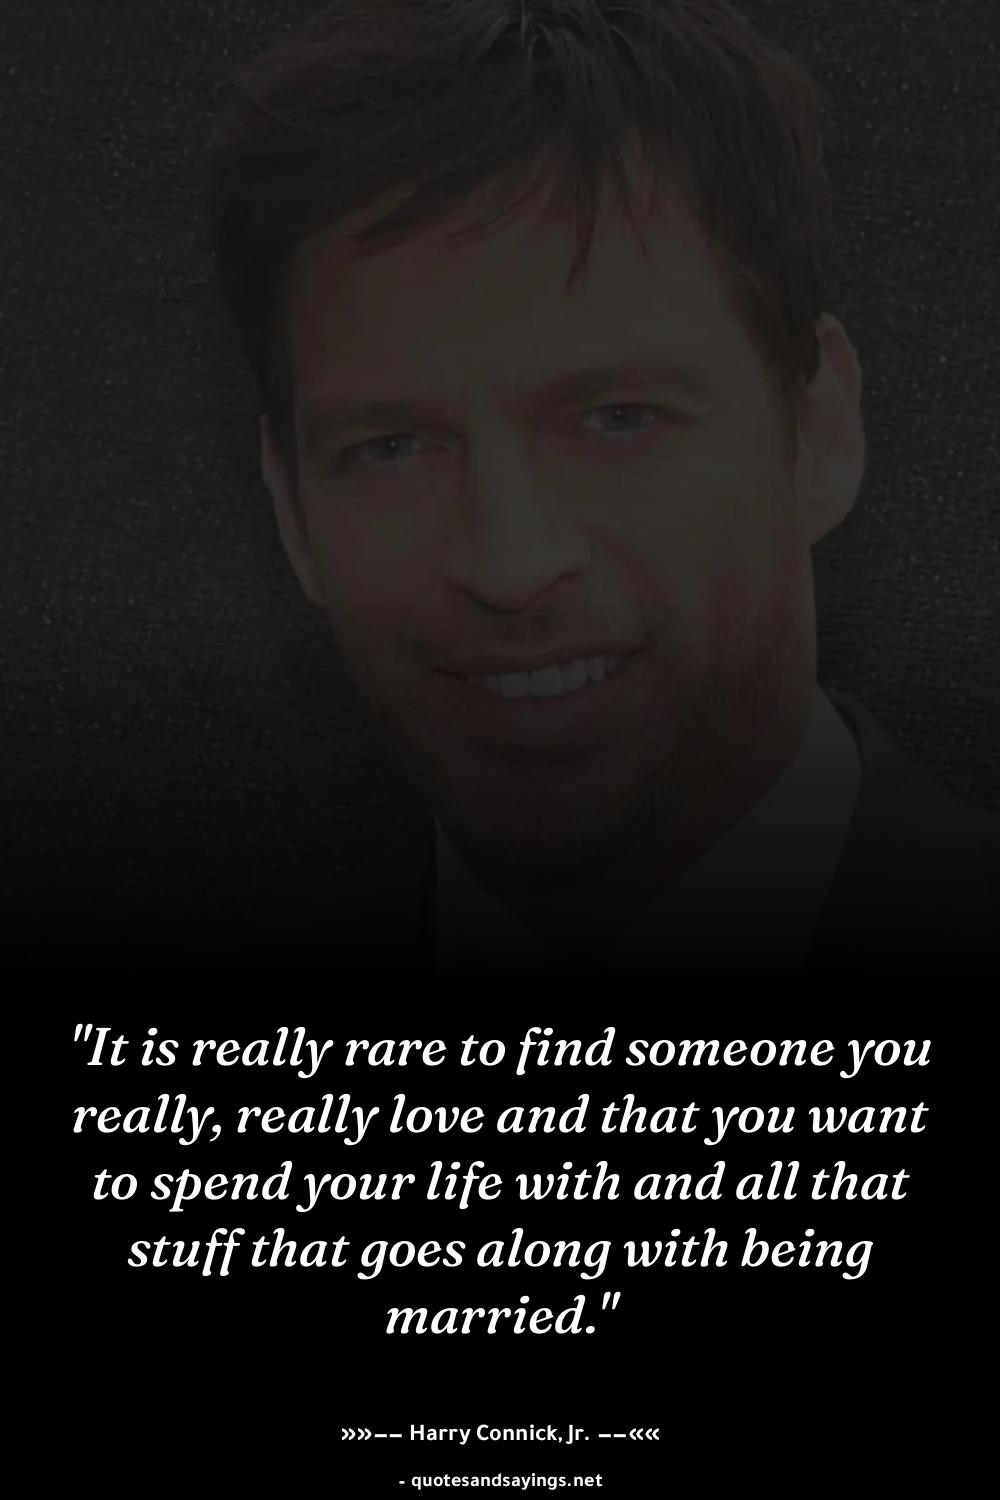 "It is really rare to find someone you
really, really love and that you want
to spend your life with and all that
stuff that goes along with being
married."
»»−− Harry Connick, Jr. −−««
- quotesandsayings.net